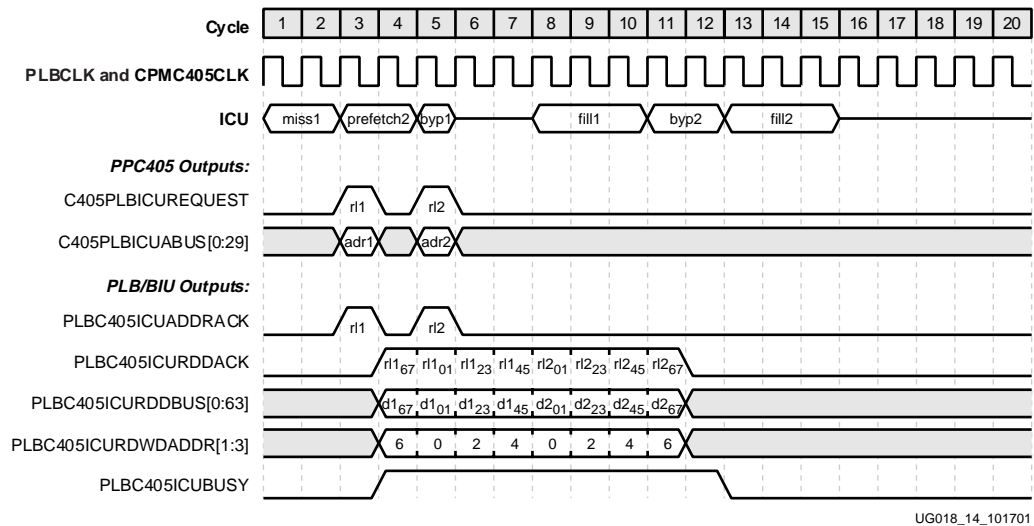 Cycle 1 2 3 4 5 6 7 8 9 10 11 12 13 14 15 16 17 18 19 20
PLBCLK and CPMC405CLK
ICU miss1 prefetch2 byp1 fill1 byp2 fill2
PPC405 Outputs:
C405PLBICUREQUEST rl1 rl2
C405PLBICUABUS[0:29] adr1 adr2
PLB/BIU Outputs:
PLBC405ICUADDRACK rl1 rl2
PLBC405ICURDDACK rl1₆₇ rl1₀₁ rl1₂₃ rl1₄₅ rl2₀₁ rl2₂₃ rl2₄₅ rl2₆₇
PLBC405ICURDDBUS[0:63] d1₆₇ d1₀₁ d1₂₃ d1₄₅ d2₀₁ d2₂₃ d2₄₅ d2₆₇
PLBC405ICURDWDADDR[1:3] 6 0 2 4 0 2 4 6
PLBC405ICUBUSY
UG018_14_101701